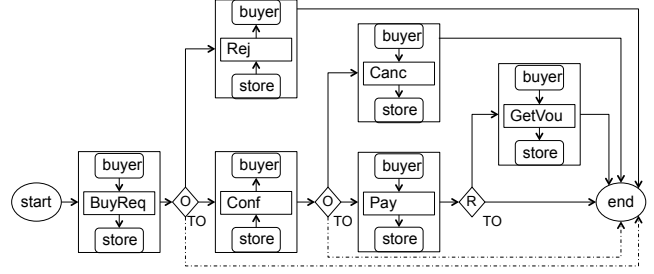 buyer
Rej
store
buyer
Canc
store
buyer
GetVou
store
buyer
BuyReq
store
buyer
Conf
store
buyer
Pay
store
start
O
TO
O
TO
R
TO
end